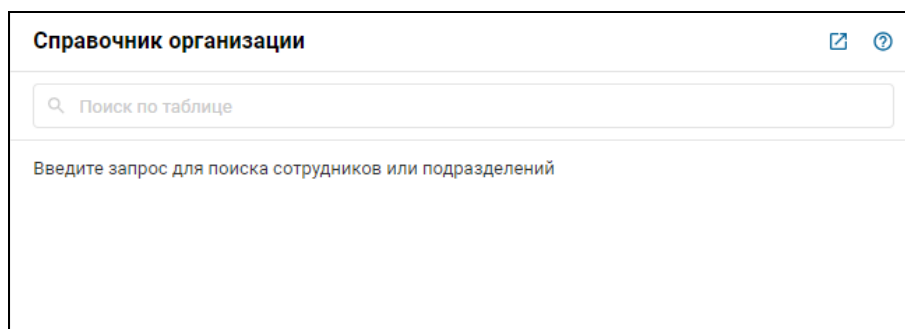 Справочник организации
Поиск по таблице
Введите запрос для поиска сотрудников или подразделений